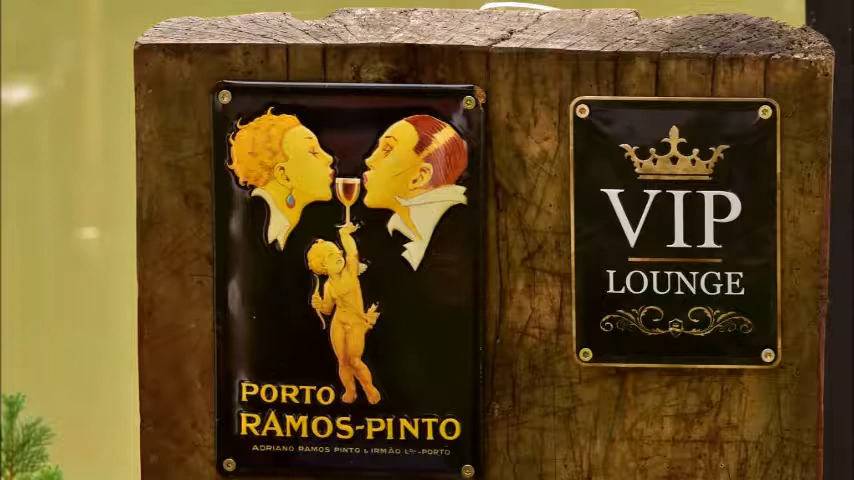 PORTO
RAMOS-PINTO
ADRIANO RAMOS PINTO & IRMÃO LDA-PORTO
VIP
LOUNGE